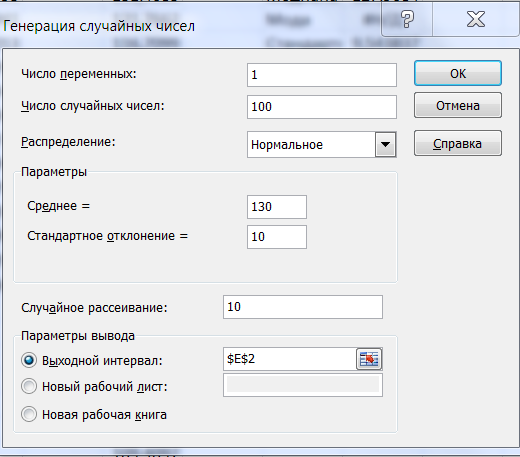 Генерация случайных чисел
?
Число переменных: 1
OK
Число случайных чисел: 100
Отмена
Распределение: Нормальное
Справка
Параметры
Среднее = 130
Стандартное отклонение = 10
Случайное рассеивание: 10
Параметры вывода
Выходной интервал: $E$2
Новый рабочий лист:
Новая рабочая книга